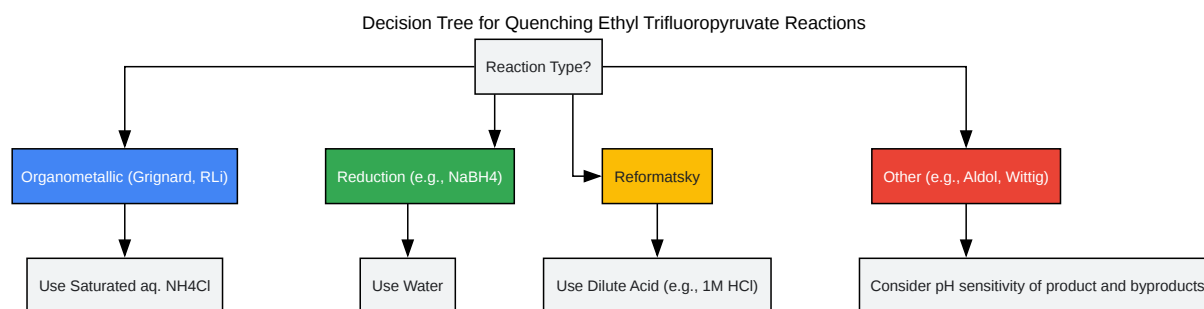 Decision Tree for Quenching Ethyl Trifluoropyruvate Reactions
Reaction Type?
Organometallic (Grignard, RLi)
Reduction (e.g., NaBH4)
Reformatsky
Other (e.g., Aldol, Wittig)
Use Saturated aq. NH4Cl
Use Water
Use Dilute Acid (e.g., 1M HCl)
Consider pH sensitivity of product and byproducts